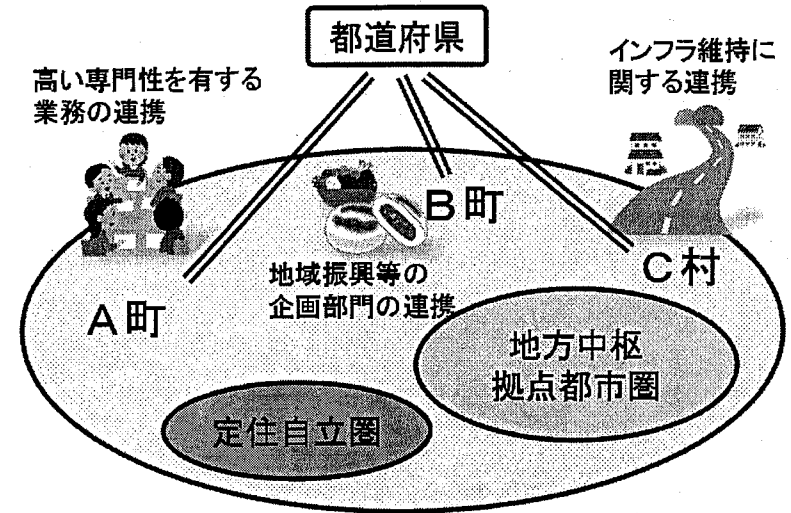 都道府県
高い専門性を有する
業務の連携
インフラ維持に
関する連携
B町
地域振興等の
企画部門の連携
C村
A町
地方中枢
拠点都市圏
定住自立圏